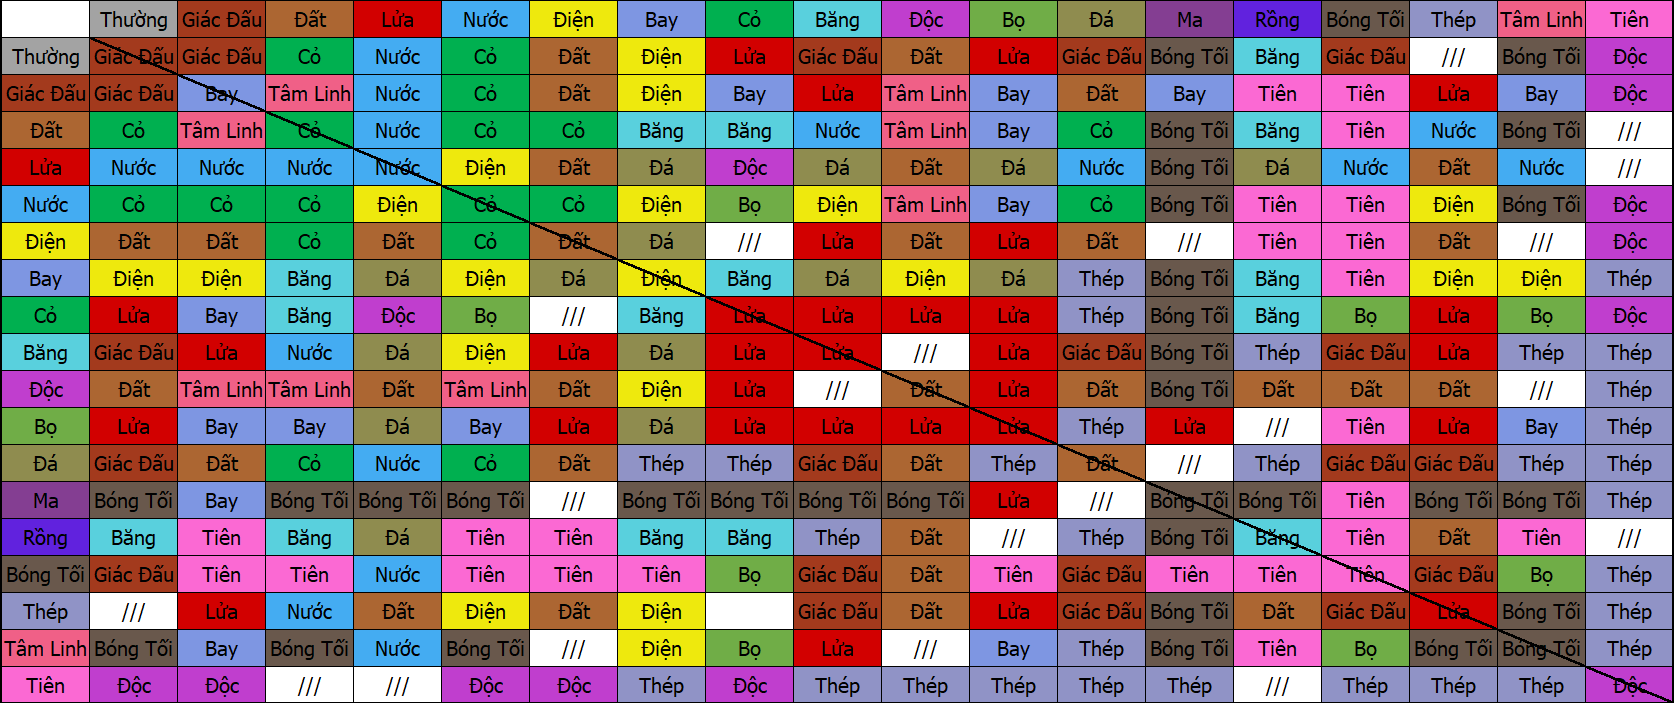 Thường Giác Đấu Đất Lửa Nước Điện Bay Cỏ Băng Độc Bọ Đá Ma Rồng Bóng Tối Thép Tâm Linh Tiên
Thường Giác Đấu Giác Đấu Cỏ Nước Cỏ Đất Điện Lửa Giác Đấu Đất Lửa Giác Đấu Bóng Tối Băng Giác Đấu /// Bóng Tối Độc
Giác Đấu Giác Đấu Bay Tâm Linh Nước Cỏ Đất Điện Bay Lửa Tâm Linh Bay Đất Bay Tiên Tiên Lửa Bay Độc
Đất Cỏ Tâm Linh Cỏ Nước Cỏ Cỏ Băng Băng Nước Tâm Linh Bay Cỏ Bóng Tối Băng Tiên Nước Bóng Tối ///
Lửa Nước Nước Nước Nước Điện Đất Đá Độc Đá Đất Đá Nước Bóng Tối Đá Nước Đất Nước ///
Nước Cỏ Cỏ Cỏ Điện Cỏ Cỏ Điện Bọ Điện Tâm Linh Bay Cỏ Bóng Tối Tiên Tiên Điện Bóng Tối Độc
Điện Đất Đất Cỏ Đất Cỏ Đất Đá /// Lửa Đất Lửa Đất /// Tiên Tiên Đất /// Độc
Bay Điện Điện Băng Đá Điện Đá Điện Băng Đá Điện Đá Thép Bóng Tối Băng Tiên Điện Điện Thép
Cỏ Lửa Bay Băng Độc Bọ /// Băng Lửa Lửa Lửa Lửa Thép Bóng Tối Băng Bọ Lửa Bọ Độc
Băng Giác Đấu Lửa Nước Đá Điện Lửa Đá Lửa Lửa /// Lửa Giác Đấu Bóng Tối Thép Giác Đấu Lửa Thép Thép
Độc Đất Tâm Linh Tâm Linh Đất Tâm Linh Đất Điện Lửa /// Đất Lửa Đất Bóng Tối Đất Đất Đất /// Thép
Bọ Lửa Bay Bay Đá Bay Lửa Đá Lửa Lửa Lửa Lửa Thép Lửa /// Tiên Lửa Bay Thép
Đá Giác Đấu Đất Cỏ Nước Cỏ Đất Thép Thép Giác Đấu Đất Thép Đất /// Thép Giác Đấu Giác Đấu Thép Thép
Ma Bóng Tối Bay Bóng Tối Bóng Tối Bóng Tối /// Bóng Tối Bóng Tối Bóng Tối Bóng Tối Lửa /// Bóng Tối Bóng Tối Tiên Bóng Tối Bóng Tối Thép
Rồng Băng Tiên Băng Đá Tiên Tiên Băng Băng Thép Đất /// Thép Bóng Tối Băng Tiên Đất Tiên ///
Bóng Tối Giác Đấu Tiên Tiên Nước Tiên Tiên Tiên Bọ Giác Đấu Đất Tiên Giác Đấu Tiên Tiên Tiên Giác Đấu Bọ Thép
Thép /// Lửa Nước Đất Điện Đất Điện Giác Đấu Đất Lửa Giác Đấu Bóng Tối Đất Giác Đấu Lửa Bóng Tối Thép
Tâm Linh Bóng Tối Bay Bóng Tối Nước Bóng Tối /// Điện Bọ Lửa /// Bay Thép Bóng Tối Tiên Bọ Bóng Tối Bóng Tối Thép
Tiên Độc Độc /// /// Độc Độc Thép Độc Thép Thép Thép Thép Thép /// Thép Thép Thép Độc